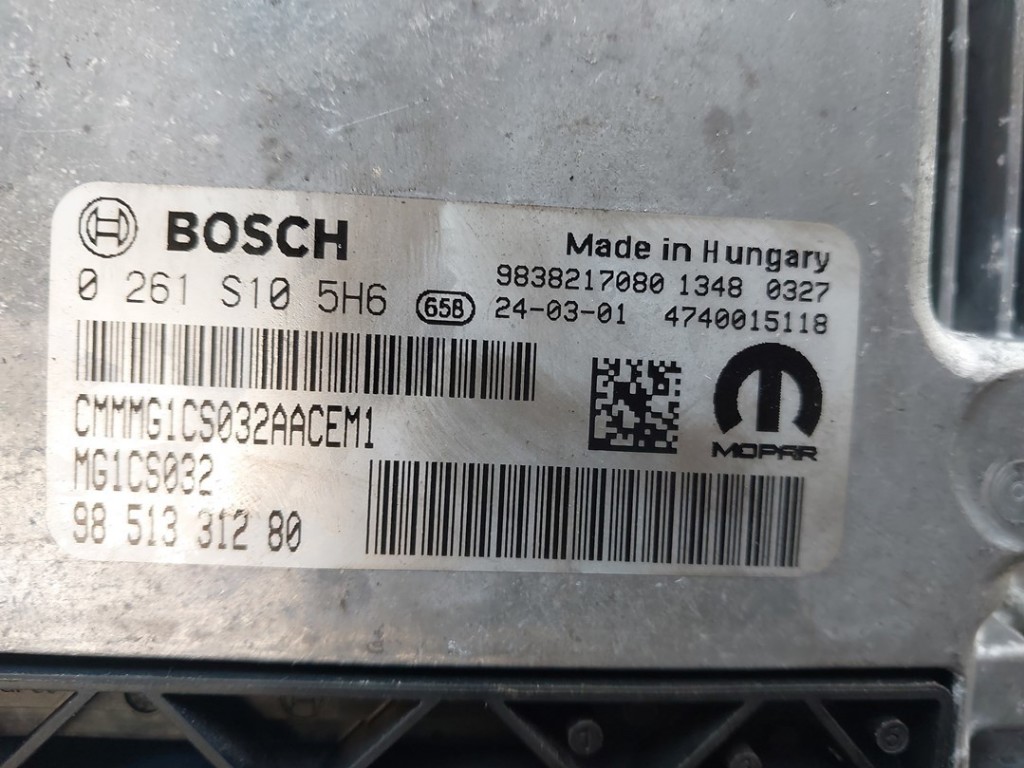 BOSCH
Made in Hungary
0 261 S10 5H6
65B
9838217080 1348 0327
24-03-01 4740015118
CMMMG1CS032AACEM1
MG1CS032
98 513 312 80
MOPAR